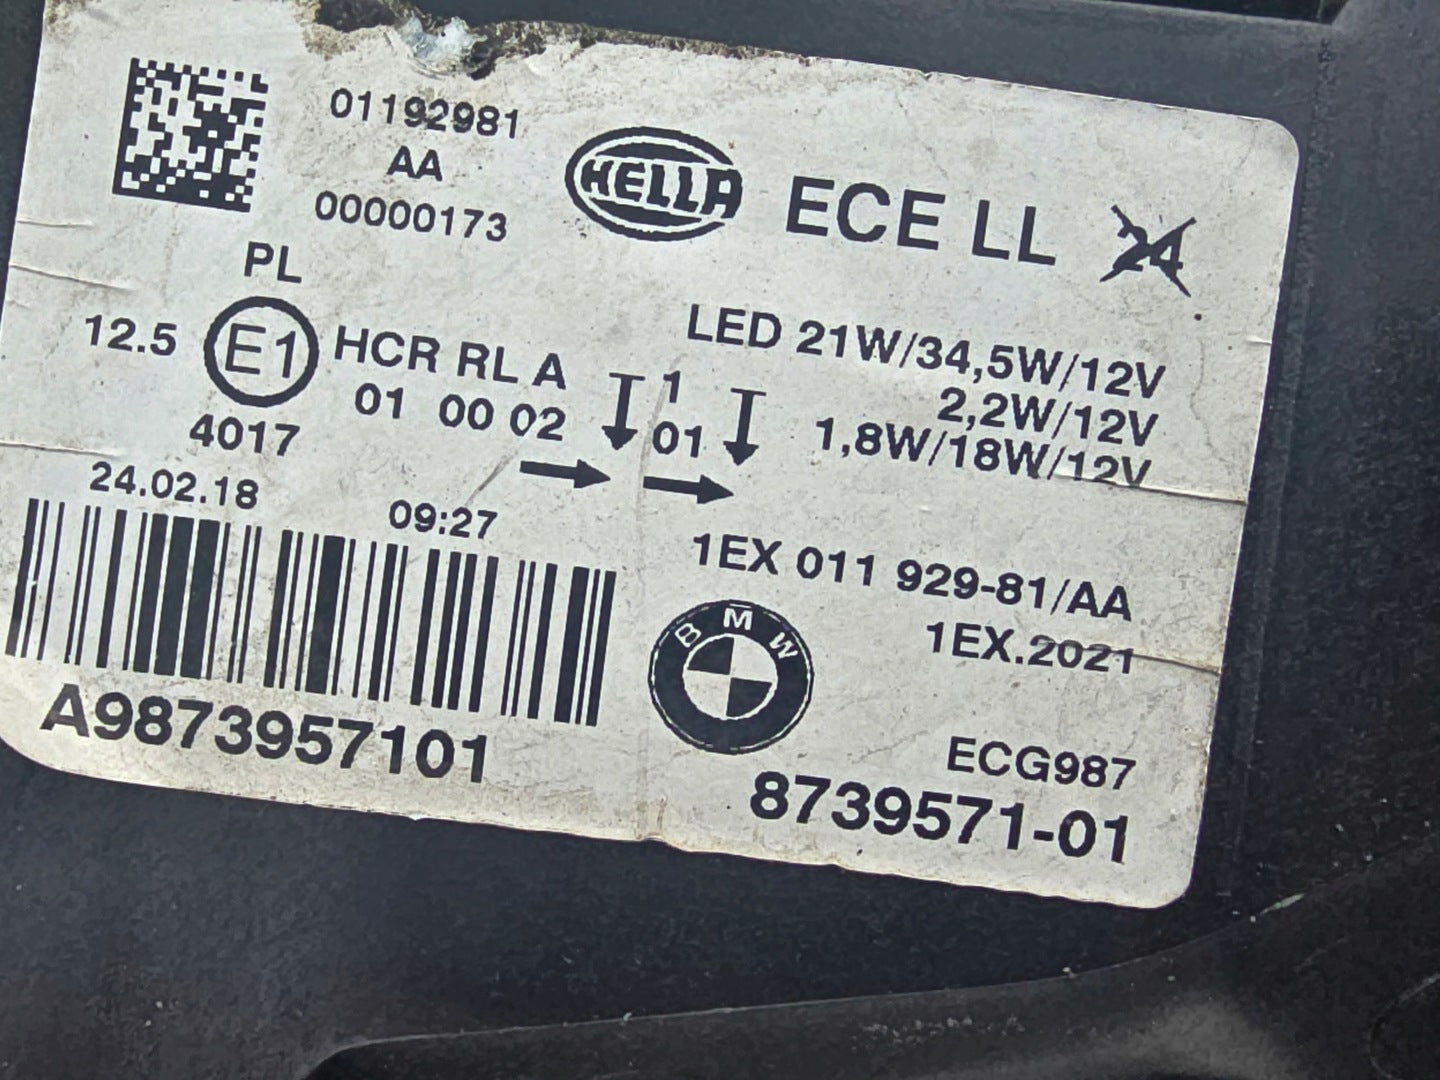 01192981
AA
00000173
HELLA
ECE LL 24
PL
12.5 E1 HCR RL A 1
01 00 02 01
4017
LED 21W/34,5W/12V
2,2W/12V
1,8W/18W/12V
24.02.18 09:27
1EX 011 929-81/AA
1EX.2021
BMW
A9873957101
ECG987
8739571-01